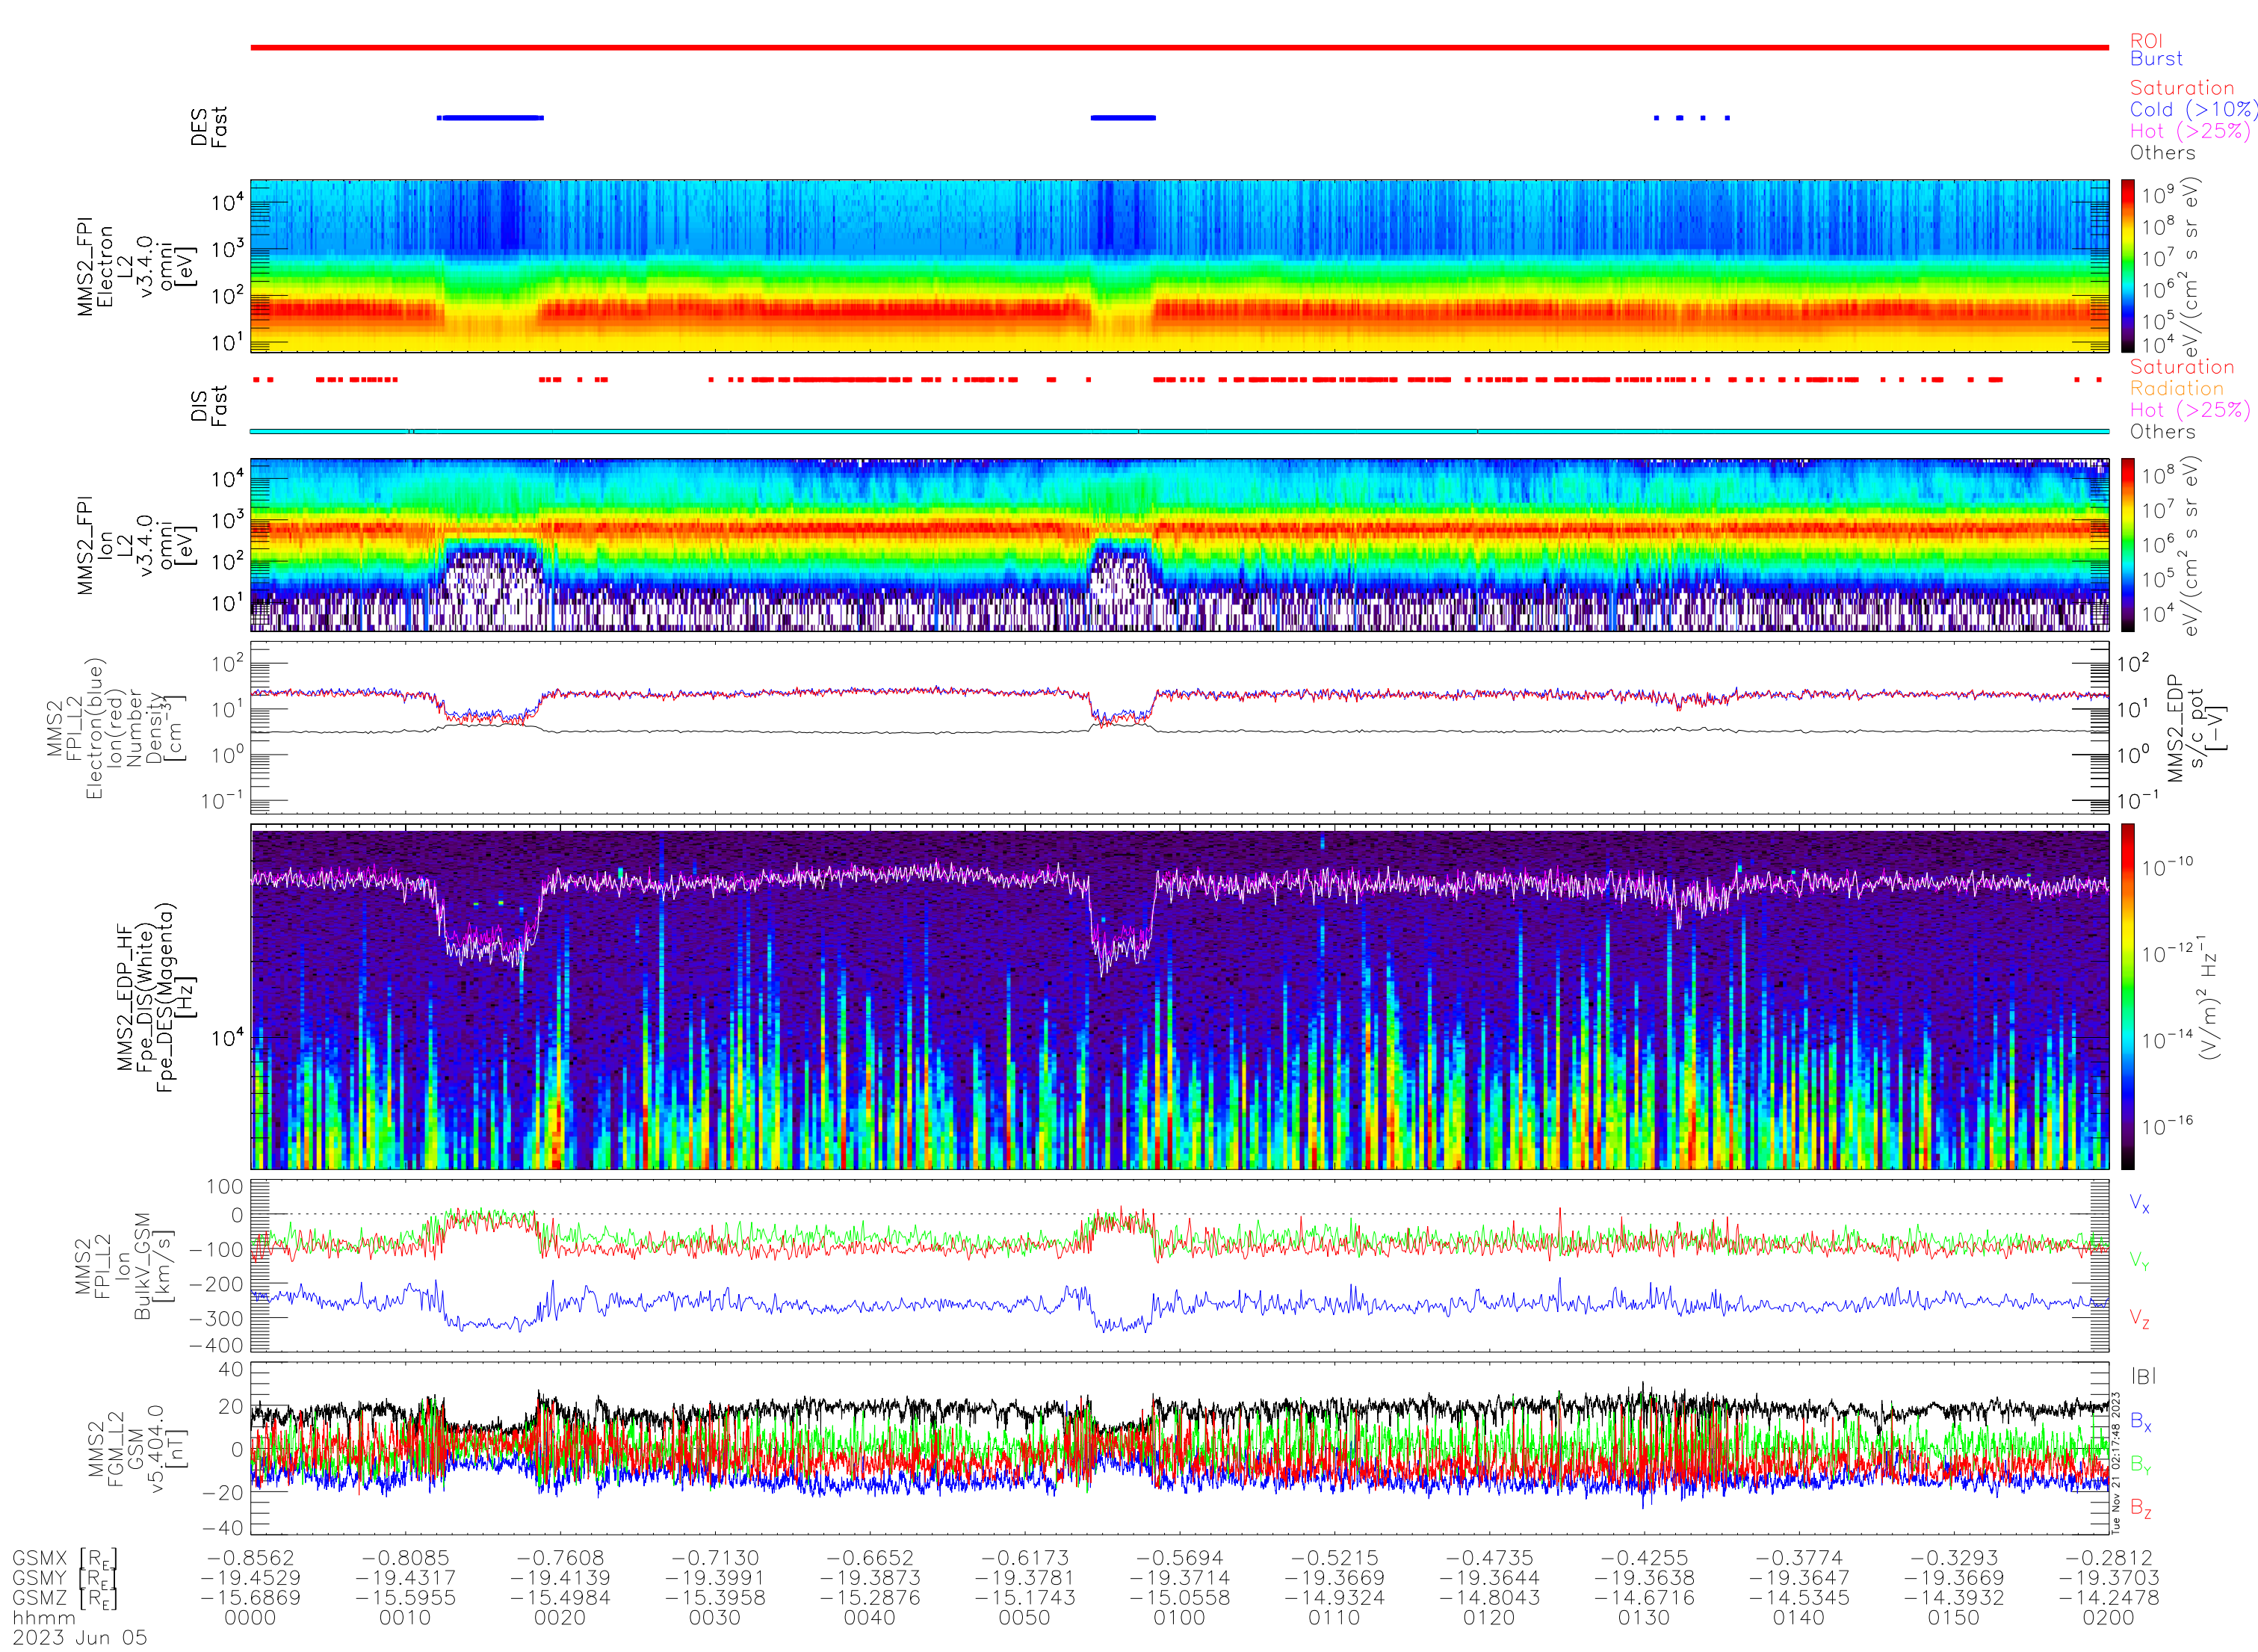 ROI
Burst
DES
Fast
Saturation
Cold (>10%)
Hot (>25%)
Others
MMS2_FPI
Electron
L2
v3.4.0
omni
[eV]
10⁴
10³
10²
10¹
10⁹
10⁸
10⁷
10⁶
10⁵
10⁴
eV/(cm² s sr eV)
DIS
Fast
Saturation
Radiation
Hot (>25%)
Others
MMS2_FPI
Ion
L2
v3.4.0
omni
[eV]
10⁴
10³
10²
10¹
10⁸
10⁷
10⁶
10⁵
10⁴
eV/(cm² s sr eV)
MMS2
FPI_L2
Electron(blue)
Ion(red)
Number
Density
[cm⁻³]
10²
10¹
10⁰
10⁻¹
10²
10¹
10⁰
10⁻¹
MMS2_EDP
s/c pot
[-V]
MMS2_EDP_HF
Fpe_DIS(White)
Fpe_DES(Magenta)
[Hz]
10⁴
10⁻¹⁰
10⁻¹²
10⁻¹⁴
10⁻¹⁶
(V/m)² Hz⁻¹
MMS2
FPI_L2
Ion
BulkV_GSM
[km/s]
100
0
-100
-200
-300
-400
V_X
V_Y
V_Z
MMS2
FGM_L2
GSM
v5.404.0
[nT]
40
20
0
-20
-40
|B|
B_X
B_Y
B_Z
Tue Nov 21 02:17:48 2023
GSMX [R_E] -0.8562 -0.8085 -0.7608 -0.7130 -0.6652 -0.6173 -0.5694 -0.5215 -0.4735 -0.4255 -0.3774 -0.3293 -0.2812
GSMY [R_E] -19.4529 -19.4317 -19.4139 -19.3991 -19.3873 -19.3781 -19.3714 -19.3669 -19.3644 -19.3638 -19.3647 -19.3669 -19.3703
GSMZ [R_E] -15.6869 -15.5955 -15.4984 -15.3958 -15.2876 -15.1743 -15.0558 -14.9324 -14.8043 -14.6716 -14.5345 -14.3932 -14.2478
hhmm 0000 0010 0020 0030 0040 0050 0100 0110 0120 0130 0140 0150 0200
2023 Jun 05